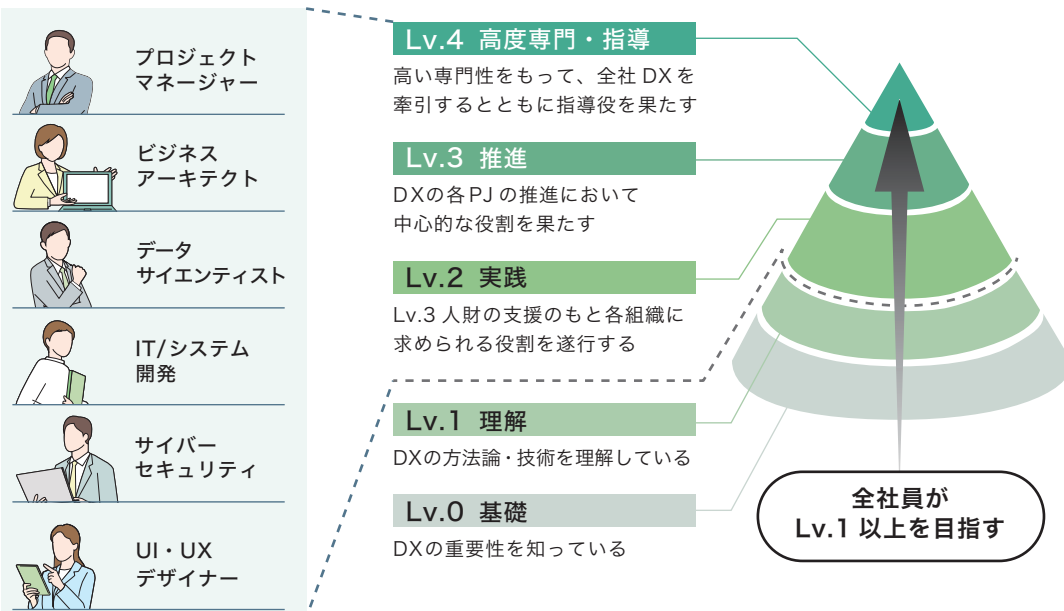 プロジェクト
マネージャー
ビジネス
アーキテクト
データ
サイエンティスト
IT/システム
開発
サイバー
セキュリティ
UI・UX
デザイナー
Lv.4 高度専門・指導
高い専門性をもって、全社 DX を
牽引するとともに指導役を果たす
Lv.3 推進
DXの各PJの推進において
中心的な役割を果たす
Lv.2 実践
Lv.3 人財の支援のもと各組織に
求められる役割を遂行する
Lv.1 理解
DXの方法論・技術を理解している
Lv.0 基礎
DXの重要性を知っている
全社員が
Lv.1 以上を目指す